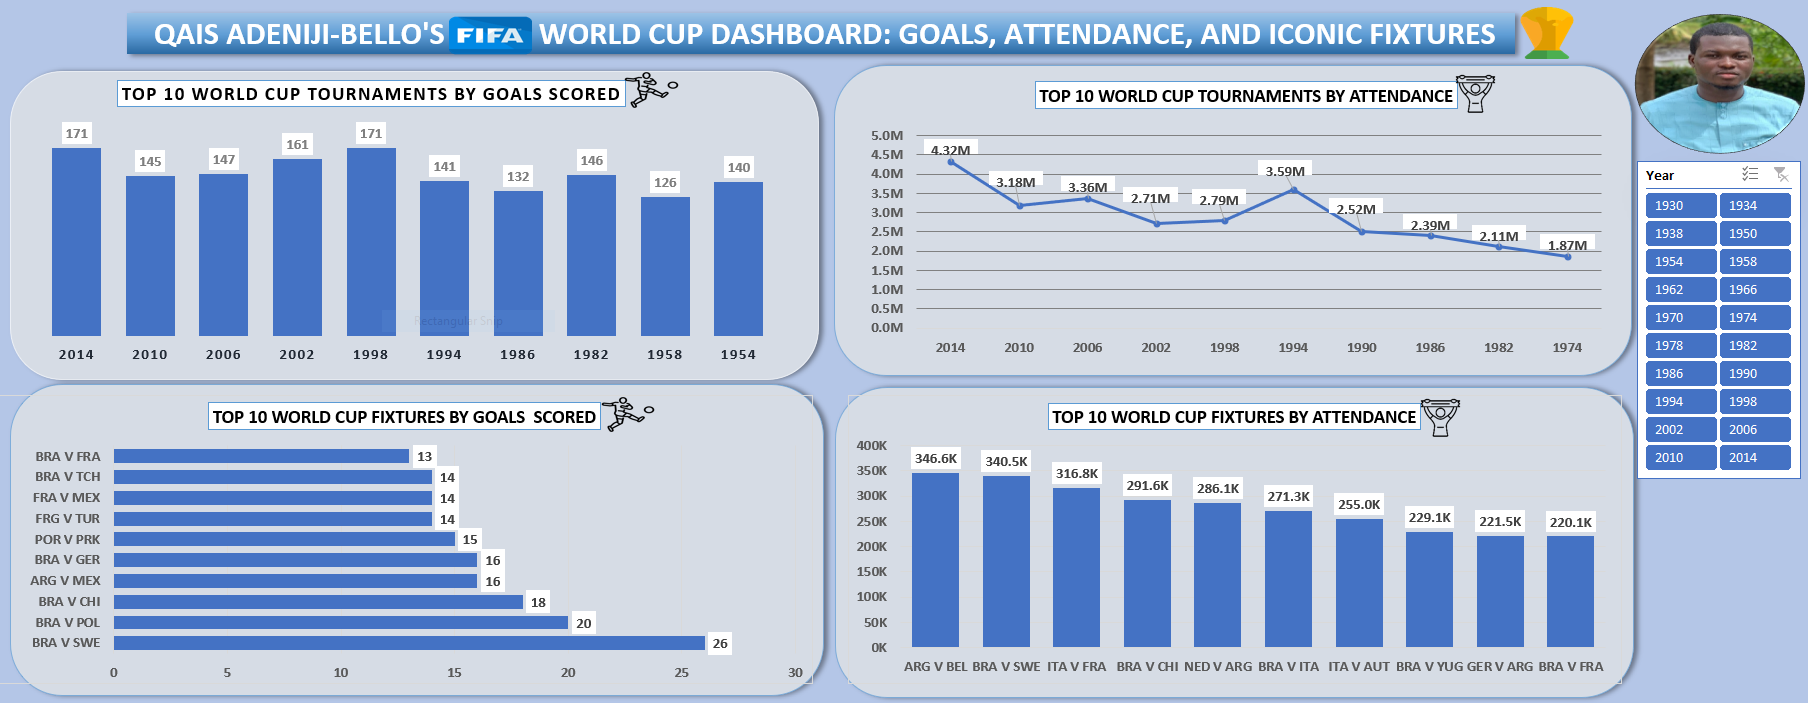 QAIS ADENIJI-BELLO'S FIFA WORLD CUP DASHBOARD: GOALS, ATTENDANCE, AND ICONIC FIXTURES
TOP 10 WORLD CUP TOURNAMENTS BY GOALS SCORED
171 145 147 161 171 141 132 146 126 140
Rectangular Snip
2014 2010 2006 2002 1998 1994 1986 1982 1958 1954
TOP 10 WORLD CUP TOURNAMENTS BY ATTENDANCE
5.0M
4.5M
4.0M
3.5M
3.0M
2.5M
2.0M
1.5M
1.0M
0.5M
0.0M
4.32M 3.18M 3.36M 2.71M 2.79M 3.59M 2.52M 2.39M 2.11M 1.87M
2014 2010 2006 2002 1998 1994 1990 1986 1982 1974
Year
1930 1934
1938 1950
1954 1958
1962 1966
1970 1974
1978 1982
1986 1990
1994 1998
2002 2006
2010 2014
TOP 10 WORLD CUP FIXTURES BY GOALS SCORED
BRA V FRA 13
BRA V TCH 14
FRA V MEX 14
FRG V TUR 14
POR V PRK 15
BRA V GER 16
ARG V MEX 16
BRA V CHI 18
BRA V POL 20
BRA V SWE 26
0 5 10 15 20 25 30
TOP 10 WORLD CUP FIXTURES BY ATTENDANCE
400K
350K
300K
250K
200K
150K
100K
50K
0K
346.6K 340.5K 316.8K 291.6K 286.1K 271.3K 255.0K 229.1K 221.5K 220.1K
ARG V BEL BRA V SWE ITA V FRA BRA V CHI NED V ARG BRA V ITA ITA V AUT BRA V YUG GER V ARG BRA V FRA